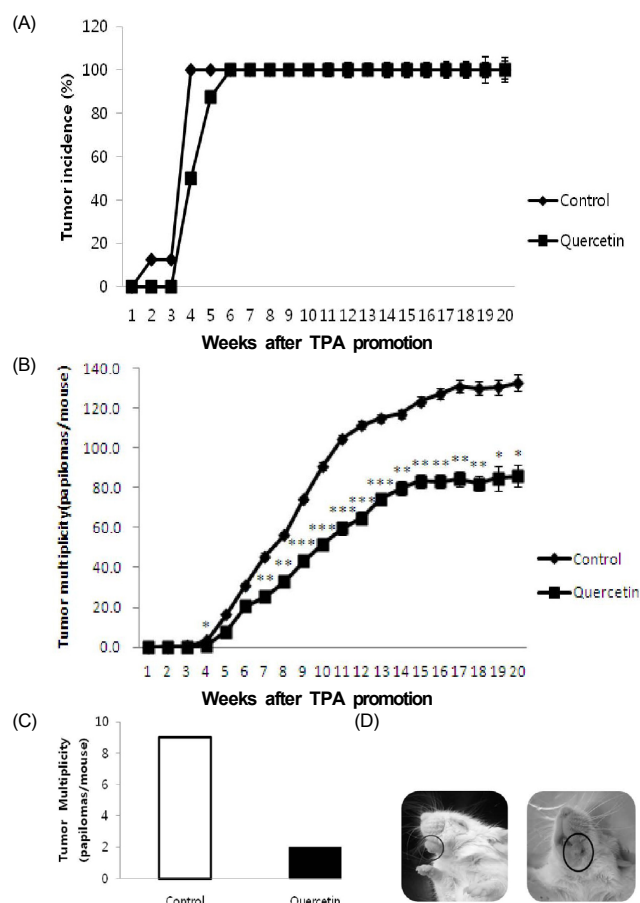 (A)
Tumor incidence (%)
120
100
80
60
40
20
0
1 2 3 4 5 6 7 8 9 10 11 12 13 14 15 16 17 18 19 20
Weeks after TPA promotion
Control
Quercetin
(B)
Tumor multiplicity(papilomas/mouse)
140.0
120.0
100.0
80.0
60.0
40.0
20.0
0.0
* ** ** *** *** *** *** *** ** ** ** ** ** * *
1 2 3 4 5 6 7 8 9 10 11 12 13 14 15 16 17 18 19 20
Weeks after TPA promotion
Control
Quercetin
(C)
Tumor Multiplicity
(papilomas/mouse)
10
8
6
4
2
0
Control Quercetin
(D)